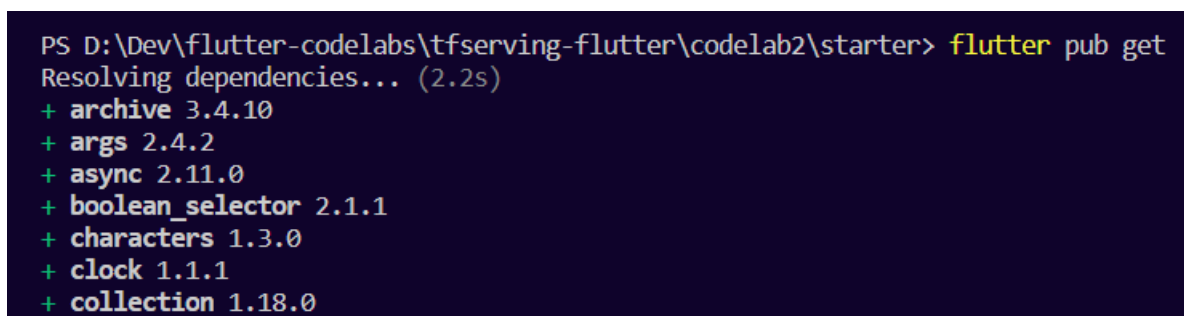 PS D:\Dev\flutter-codelabs\tfserving-flutter\codelab2\starter> flutter pub get
Resolving dependencies... (2.2s)
+ archive 3.4.10
+ args 2.4.2
+ async 2.11.0
+ boolean_selector 2.1.1
+ characters 1.3.0
+ clock 1.1.1
+ collection 1.18.0